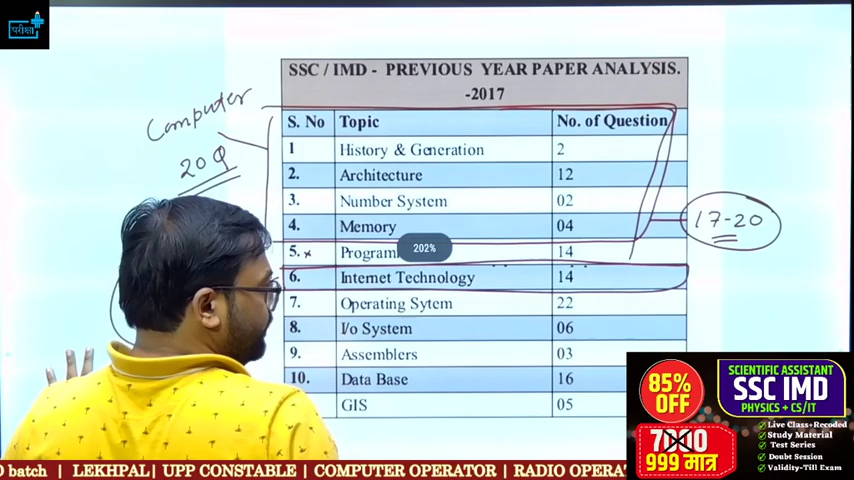 परीक्षा
SSC / IMD - PREVIOUS YEAR PAPER ANALYSIS.
-2017
Computer
20 Q
S. No Topic No. of Question
1 History & Generation 2
2. Architecture 12
3. Number System 02
4. Memory 04
17-20
5. x Program 14
202%
6. Internet Technology 14
7. Operating Sytem 22
8. I/o System 06
9. Assemblers 03
10. Data Base 16
GIS 05
85%
OFF
7000
999 मात्र
SCIENTIFIC ASSISTANT
SSC IMD
PHYSICS + CS/IT
Live Class+Recoded
Study Material
Test Series
Doubt Session
Validity-Till Exam
batch | LEKHPAL| UPP CONSTABLE | COMPUTER OPERATOR | RADIO OPERAT